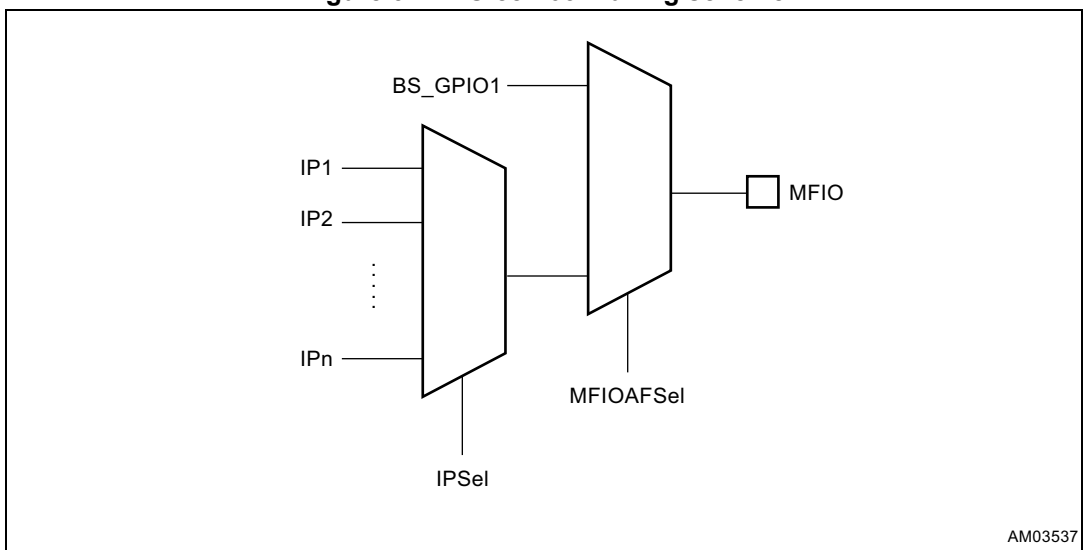 BS_GPIO1
IP1
MFIO
IP2
IPn
MFIOAFSel
IPSel
AM03537